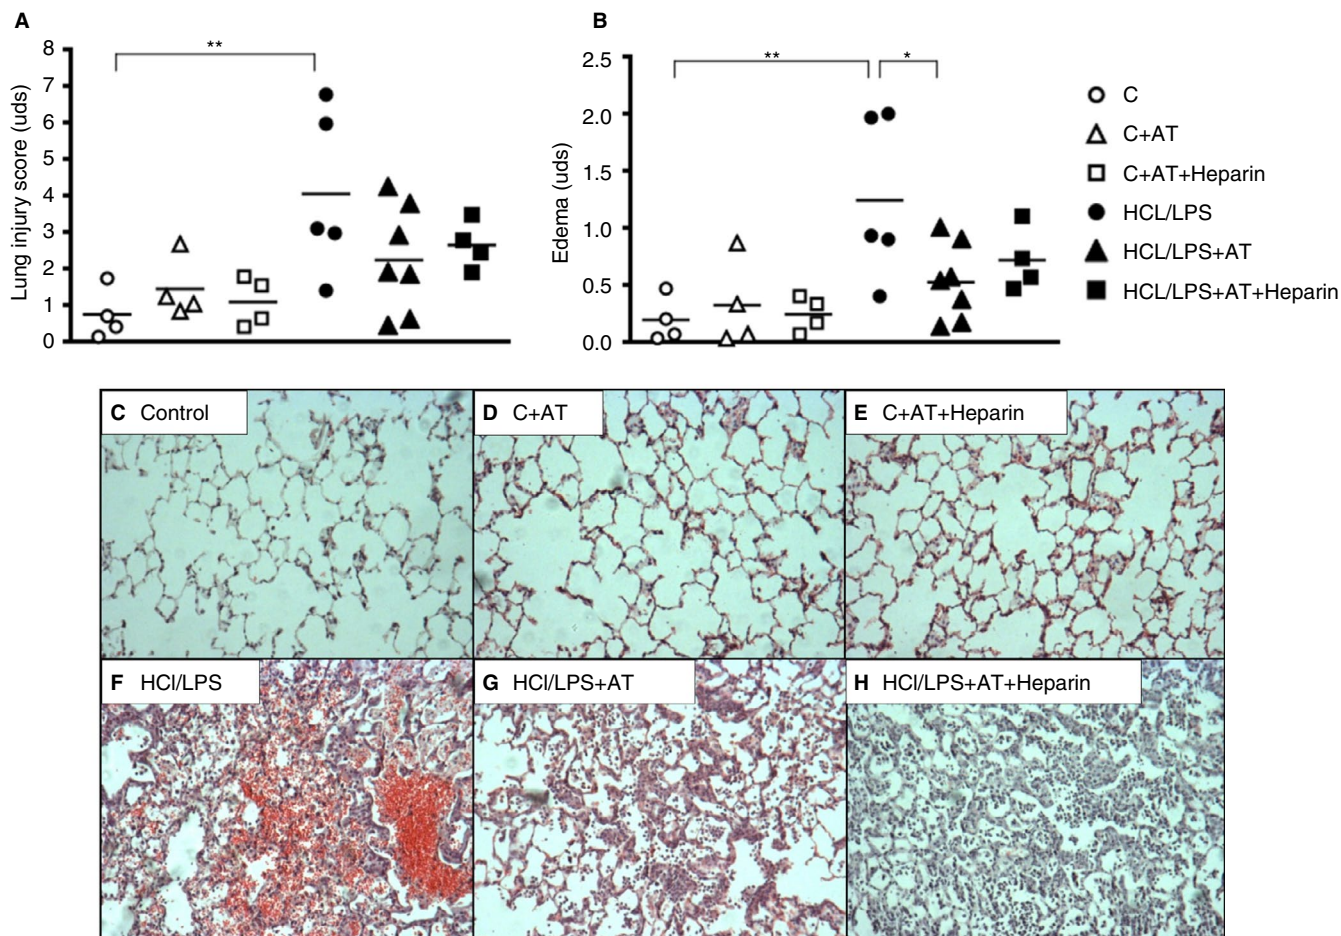 A
B
8
7
6
5
4
3
2
1
0
Lung injury score (uds)
**
2.5
2.0
1.5
1.0
0.5
0.0
Edema (uds)
**
*
C
C+AT
C+AT+Heparin
HCL/LPS
HCL/LPS+AT
HCL/LPS+AT+Heparin
C Control
D C+AT
E C+AT+Heparin
F HCl/LPS
G HCl/LPS+AT
H HCl/LPS+AT+Heparin